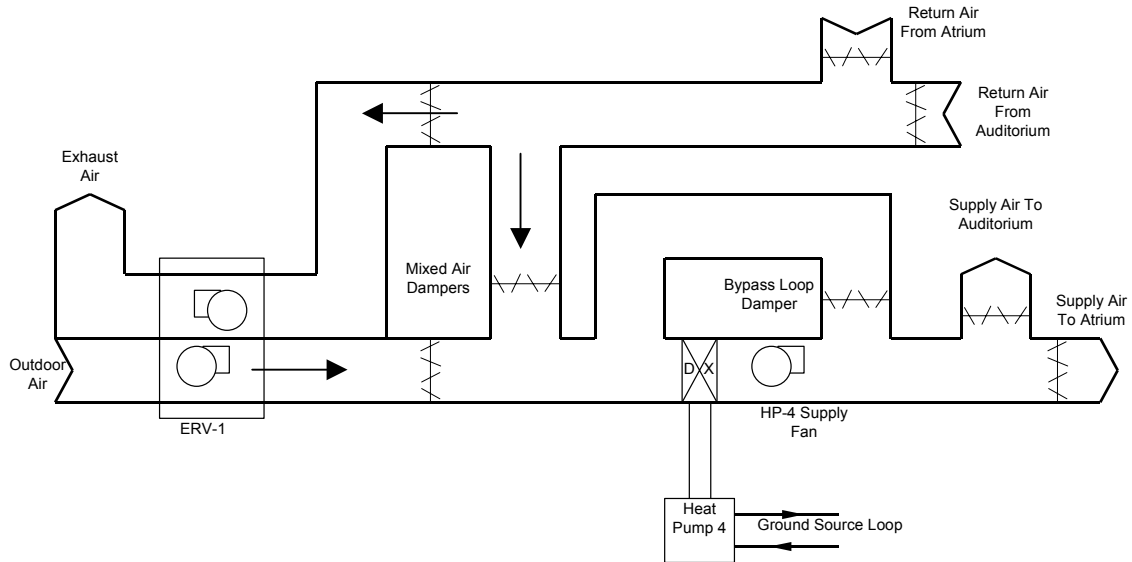 Return Air
From Atrium
Return Air
From
Auditorium
Exhaust
Air
Supply Air To
Auditorium
Mixed Air
Dampers
Bypass Loop
Damper
Supply Air
To Atrium
Outdoor
Air
D X
ERV-1
HP-4 Supply
Fan
Heat
Pump 4
Ground Source Loop